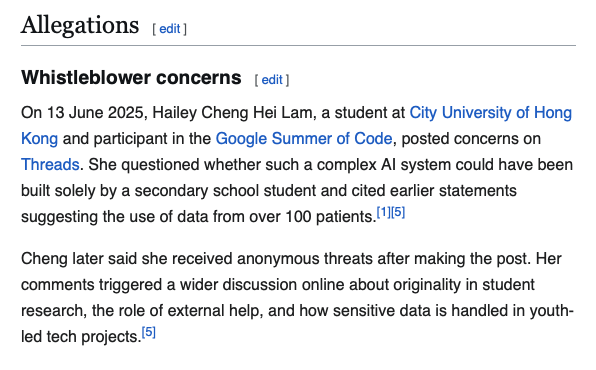 Allegations [ edit ]
Whistleblower concerns [ edit ]
On 13 June 2025, Hailey Cheng Hei Lam, a student at City University of Hong
Kong and participant in the Google Summer of Code, posted concerns on
Threads. She questioned whether such a complex AI system could have been
built solely by a secondary school student and cited earlier statements
suggesting the use of data from over 100 patients.[1][5]
Cheng later said she received anonymous threats after making the post. Her
comments triggered a wider discussion online about originality in student
research, the role of external help, and how sensitive data is handled in youth-
led tech projects.[5]